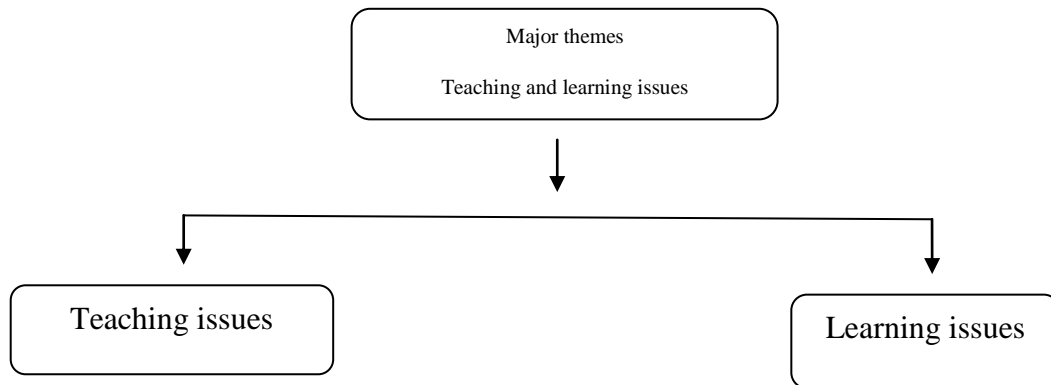 Major themes
Teaching and learning issues
Teaching issues
Learning issues